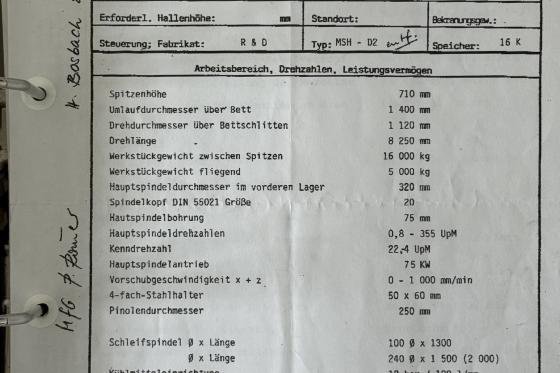 Erforderl. Hallenhöhe: mm Standort: Bekranungsgew.:
Steuerung; Fabrikat: R & D Typ: MSH - D2 Speicher: 16 K
Arbeitsbereich, Drehzahlen, Leistungsvermögen
Spitzenhöhe 710 mm
Umlaufdurchmesser über Bett 1 400 mm
Drehdurchmesser über Bettschlitten 1 120 mm
Drehlänge 8 250 mm
Werkstückgewicht zwischen Spitzen 16 000 kg
Werkstückgewicht fliegend 5 000 kg
Hauptspindeldurchmesser im vorderen Lager 320 mm
Spindelkopf DIN 55021 Größe 20
Hautspindelbohrung 75 mm
Hauptspindeldrehzahlen 0,8 - 355 UpM
Kenndrehzahl 22,4 UpM
Hauptspindelantrieb 75 KW
Vorschubgeschwindigkeit x + z 0 - 1 000 mm/min
4-fach-Stahlhalter 50 x 60 mm
Pinolendurchmesser 250 mm
Schleifspindel Ø x Länge 100 Ø x 1300
Ø x Länge 240 Ø x 1 500 (2 000)
H. Bosbach
HfG